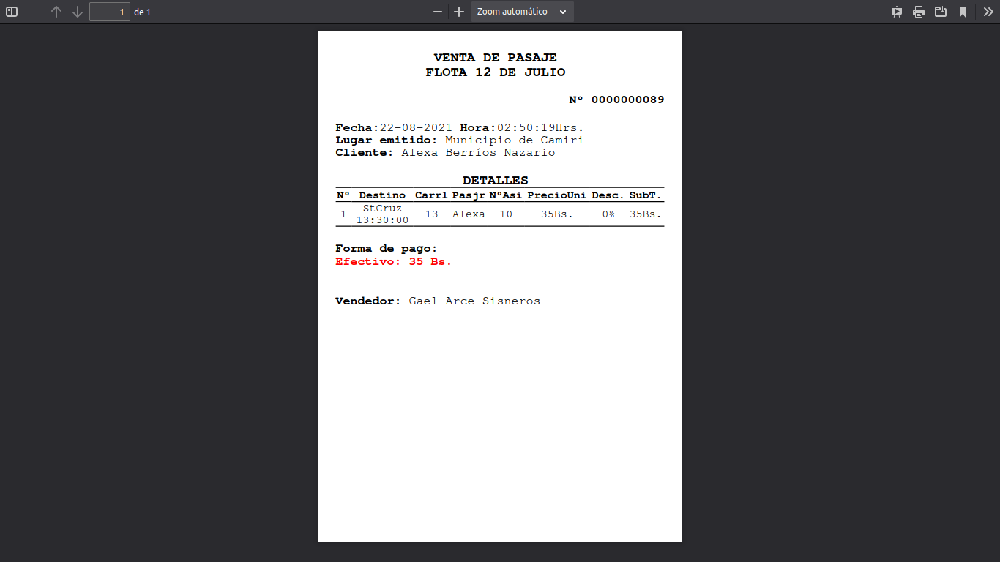 1 de 1 Zoom automático
VENTA DE PASAJE
FLOTA 12 DE JULIO
Nº 0000000089
Fecha:22-08-2021 Hora:02:50:19Hrs.
Lugar emitido: Municipio de Camiri
Cliente: Alexa Berríos Nazario
DETALLES
Nº Destino Carrl Pasjr NºAsi PrecioUni Desc. SubT.
1 StCruz 13 Alexa 10 35Bs. 0% 35Bs.
13:30:00
Forma de pago:
Efectivo: 35 Bs.
---------------------------------------------
Vendedor: Gael Arce Sisneros